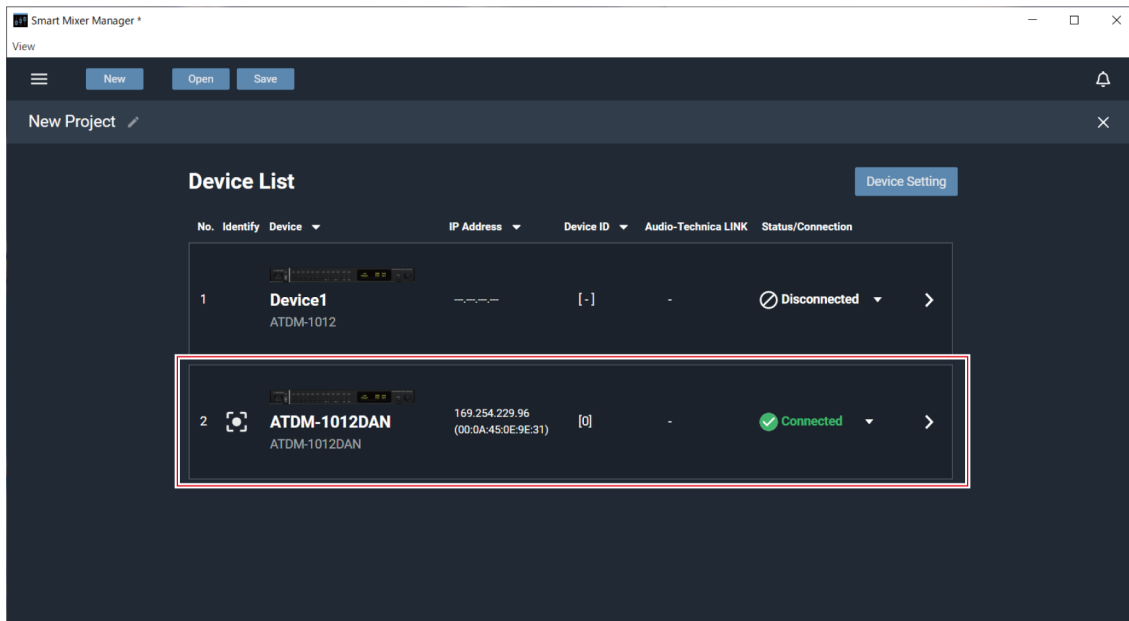 Smart Mixer Manager *
View
New Open Save
New Project
Device List
Device Setting
No. Identify Device IP Address Device ID Audio-Technica LINK Status/Connection
1 Device1 ---.---.---.--- [ - ] - Disconnected
ATDM-1012
2 ATDM-1012DAN 169.254.229.96 [0] - Connected
(00:0A:45:0E:9E:31)
ATDM-1012DAN